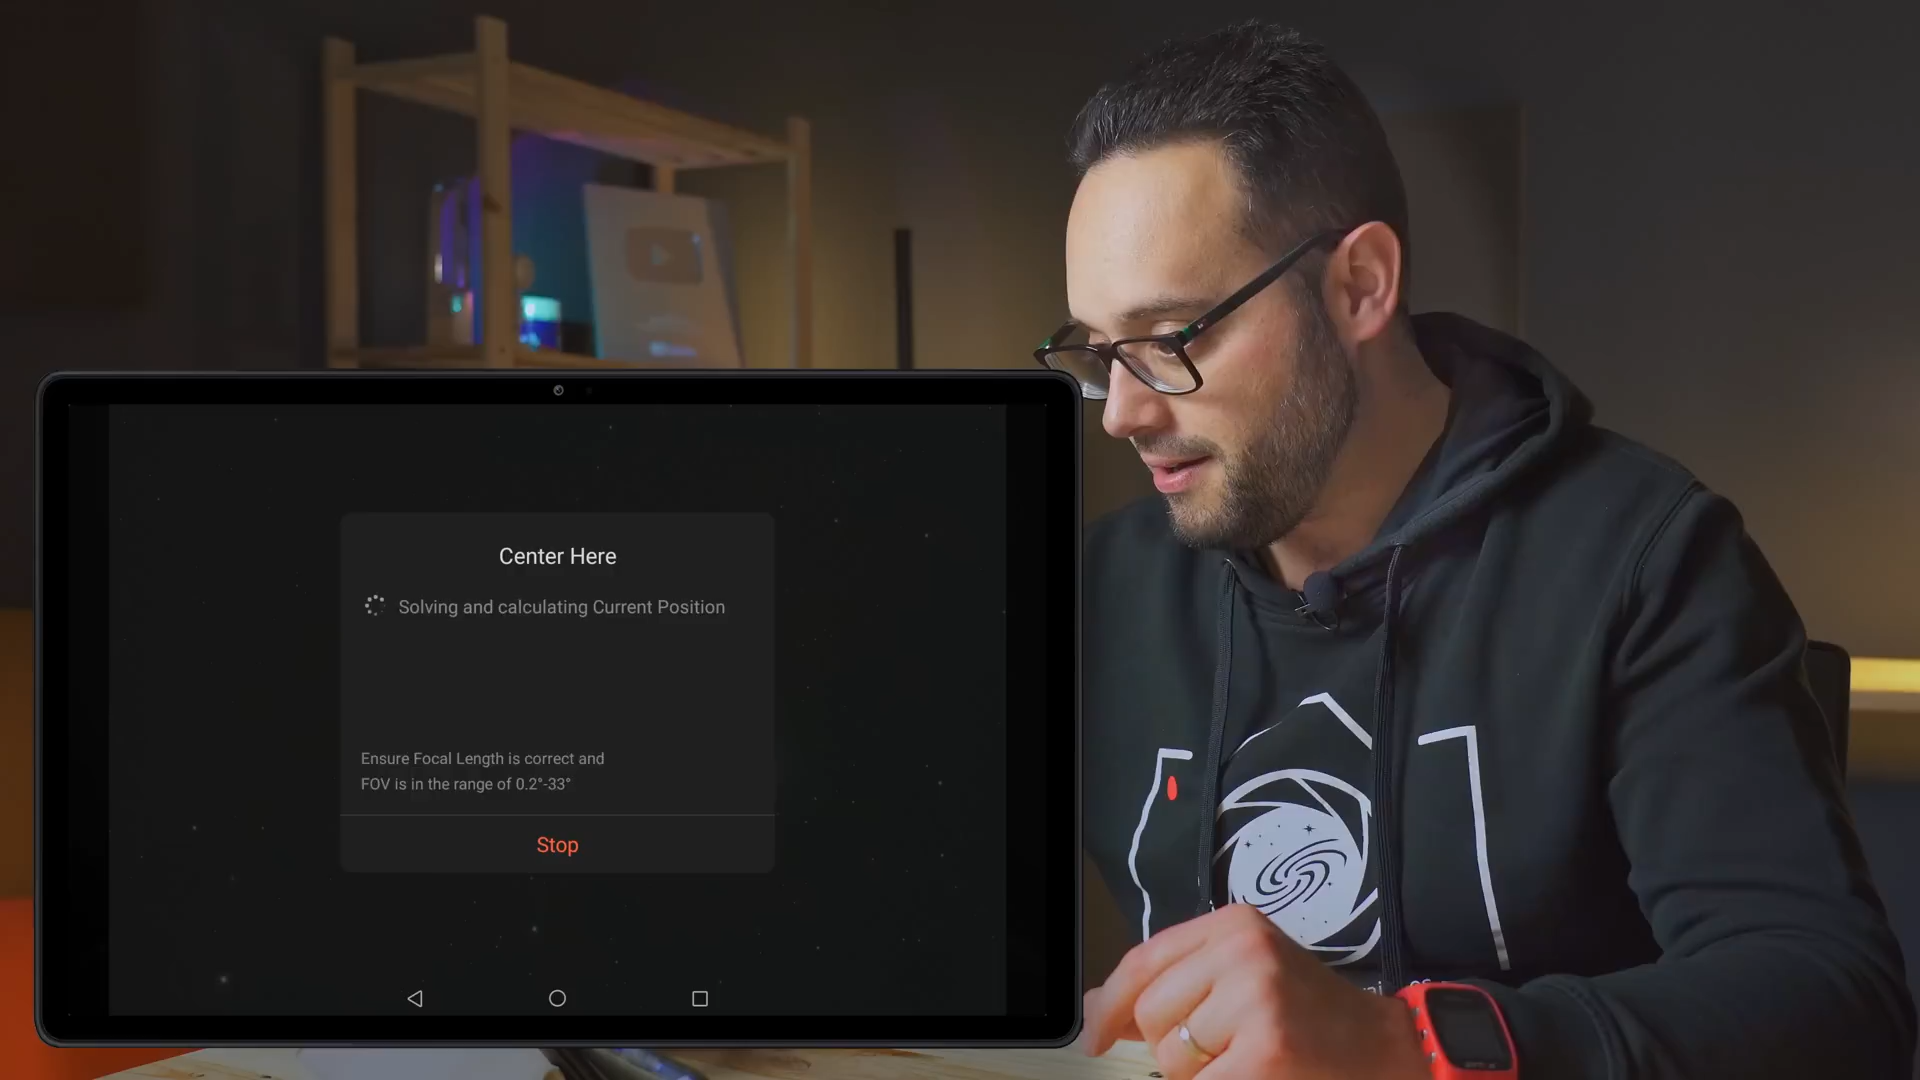 Center Here
Solving and calculating Current Position
Ensure Focal Length is correct and
FOV is in the range of 0.2°-33°
Stop